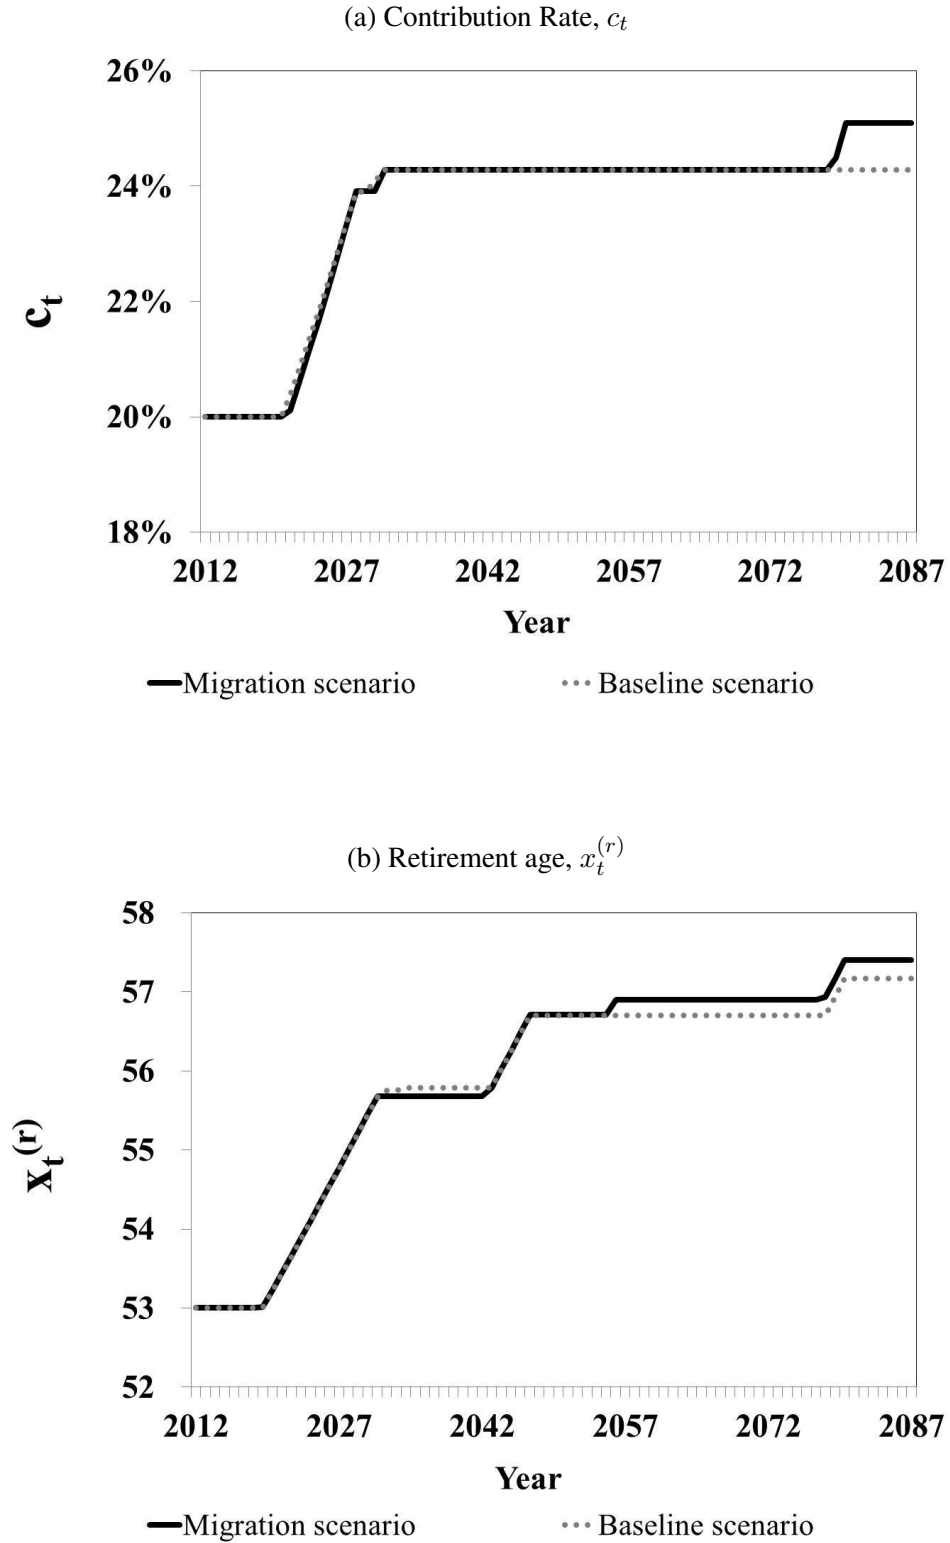 (a) Contribution Rate, c_t
26%
24%
22%
20%
18%
c_t
2012 2027 2042 2057 2072 2087
Year
Migration scenario Baseline scenario
(b) Retirement age, x_t^(r)
58
57
56
55
54
53
52
x_t^(r)
2012 2027 2042 2057 2072 2087
Year
Migration scenario Baseline scenario